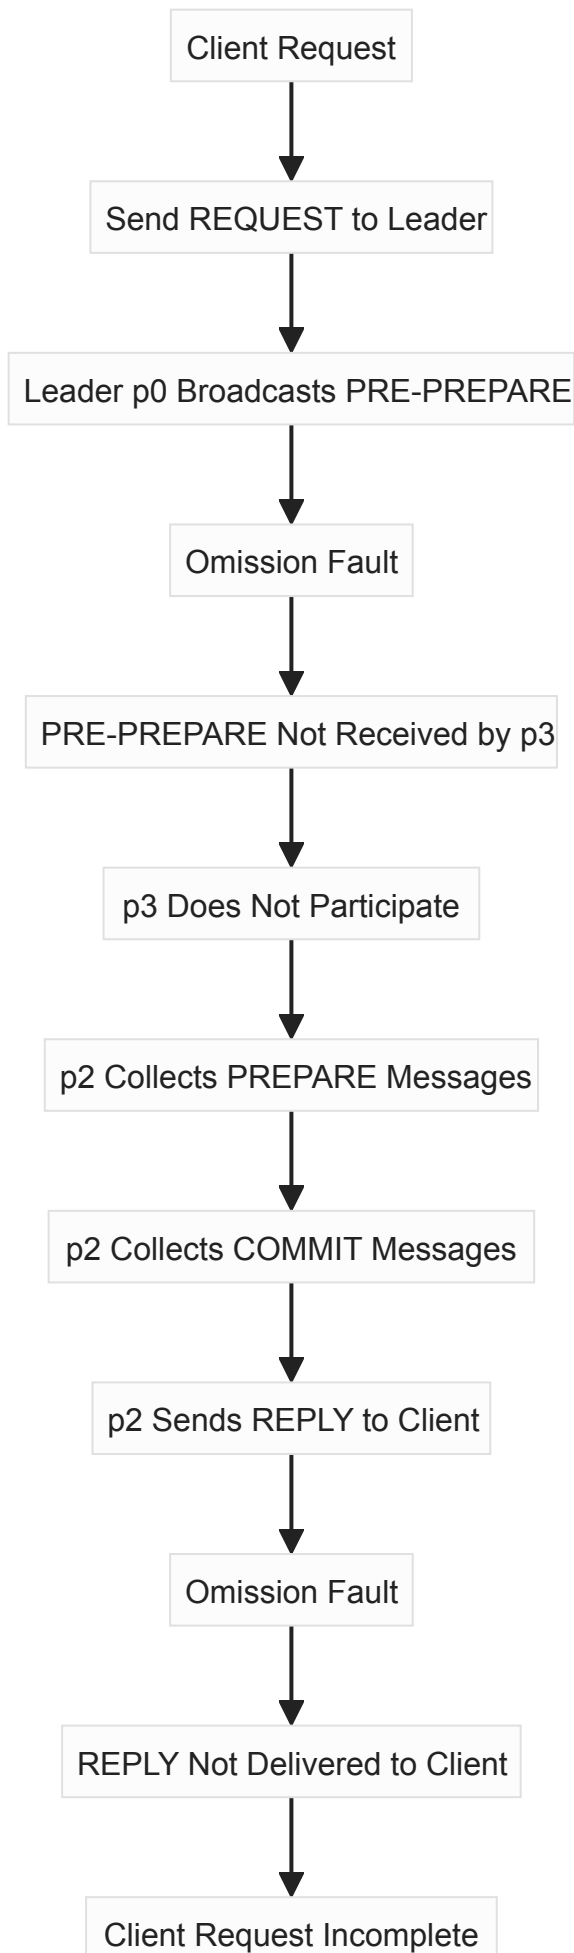 Client Request
Send REQUEST to Leader
Leader p0 Broadcasts PRE-PREPARE
Omission Fault
PRE-PREPARE Not Received by p3
p3 Does Not Participate
p2 Collects PREPARE Messages
p2 Collects COMMIT Messages
p2 Sends REPLY to Client
Omission Fault
REPLY Not Delivered to Client
Client Request Incomplete